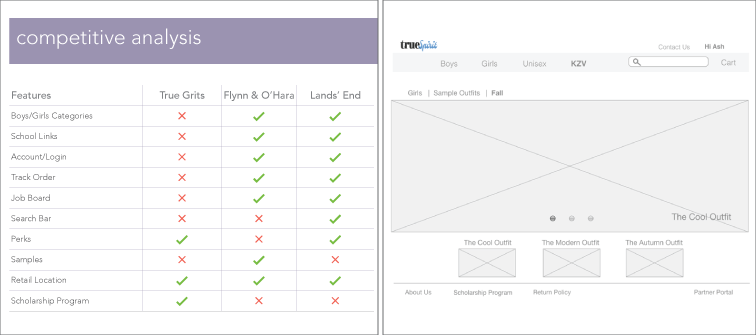 competitive analysis
Features True Grits Flynn & O'Hara Lands' End
Boys/Girls Categories
School Links
Account/Login
Track Order
Job Board
Search Bar
Perks
Samples
Retail Location
Scholarship Program
trueSpirit
Contact Us Hi Ash
Boys Girls Unisex KZV Cart
Girls | Sample Outfits | Fall
The Cool Outfit
The Cool Outfit The Modern Outfit The Autumn Outfit
About Us Scholarship Program Return Policy Partner Portal